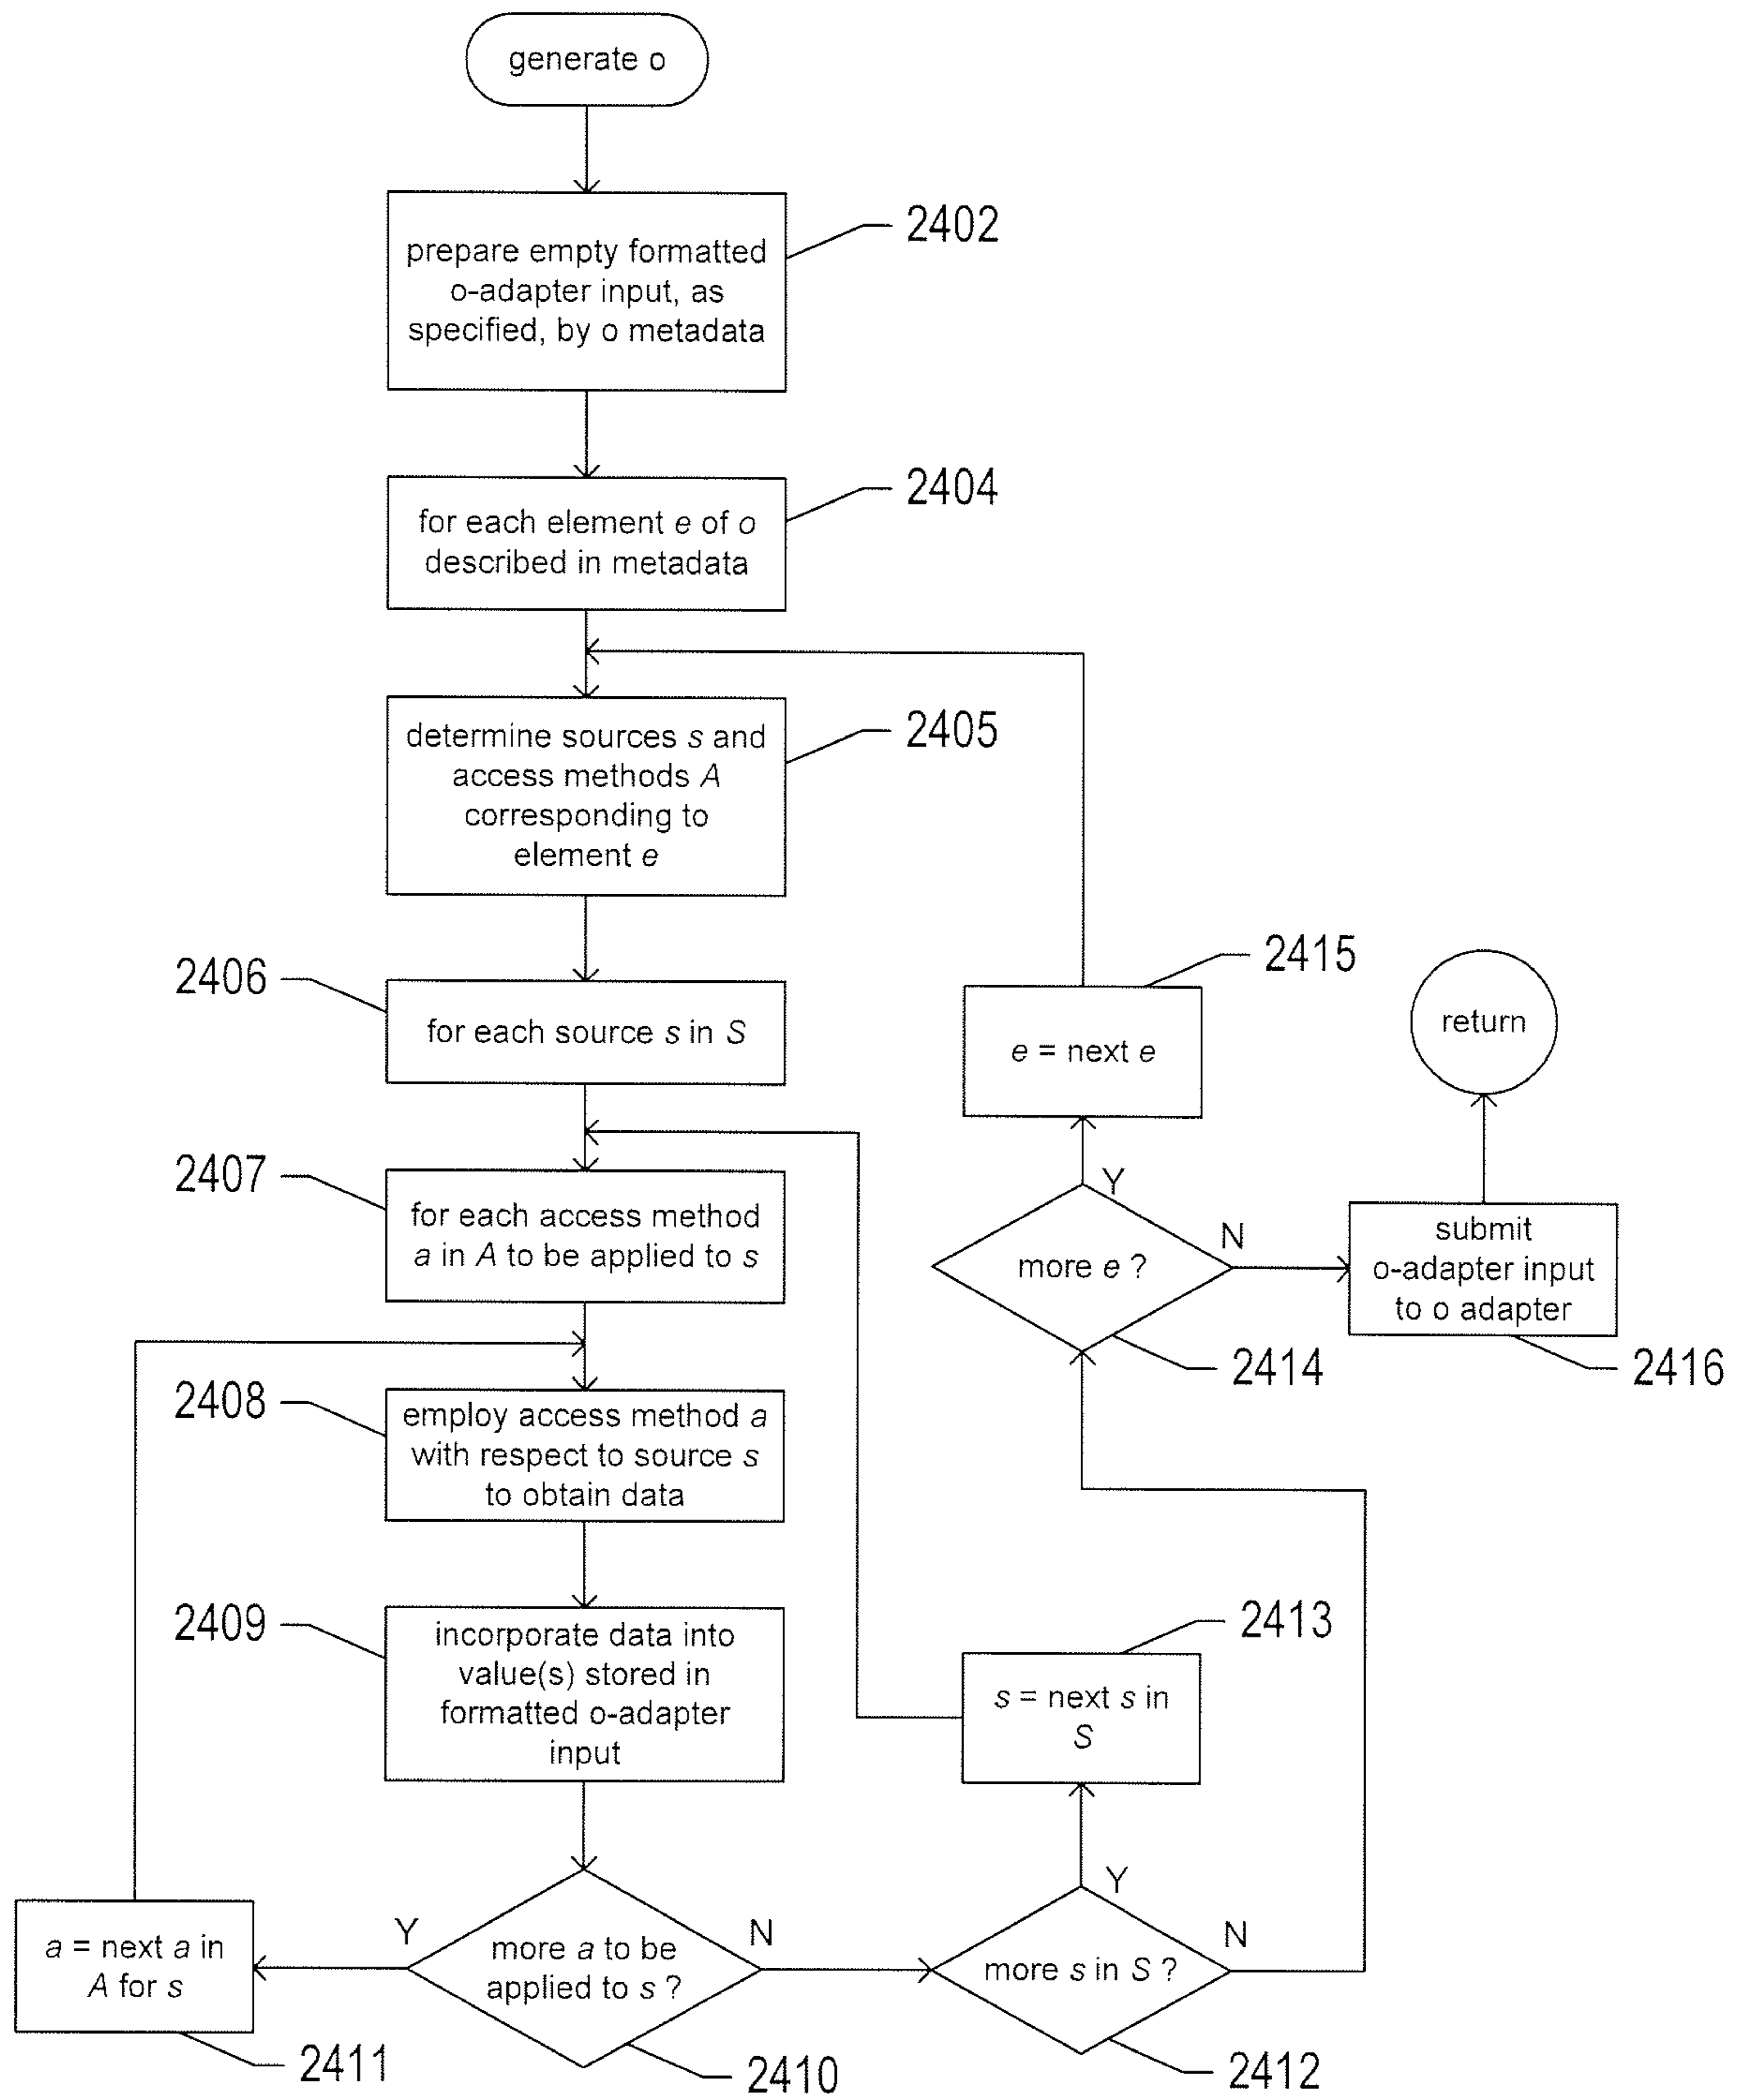 generate o
2402
prepare empty formatted
o-adapter input, as
specified, by o metadata
2404
for each element e of o
described in metadata
2405
determine sources s and
access methods A
corresponding to
element e
2406
for each source s in S
2415
e = next e
return
2407
for each access method
a in A to be applied to s
Y
more e ?
N
submit
o-adapter input
to o adapter
2414
2416
2408
employ access method a
with respect to source s
to obtain data
2409
incorporate data into
value(s) stored in
formatted o-adapter
input
2413
s = next s in
S
a = next a in
A for s
Y
more a to be
applied to s ?
N
Y
more s in S ?
N
2411
2410
2412